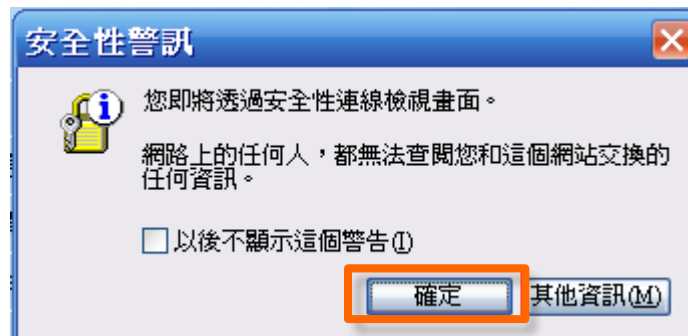 安全性警訊
您即將透過安全性連線檢視畫面。
網路上的任何人，都無法查閱您和這個網站交換的
任何資訊。
以後不顯示這個警告(I)
確定 其他資訊(M)